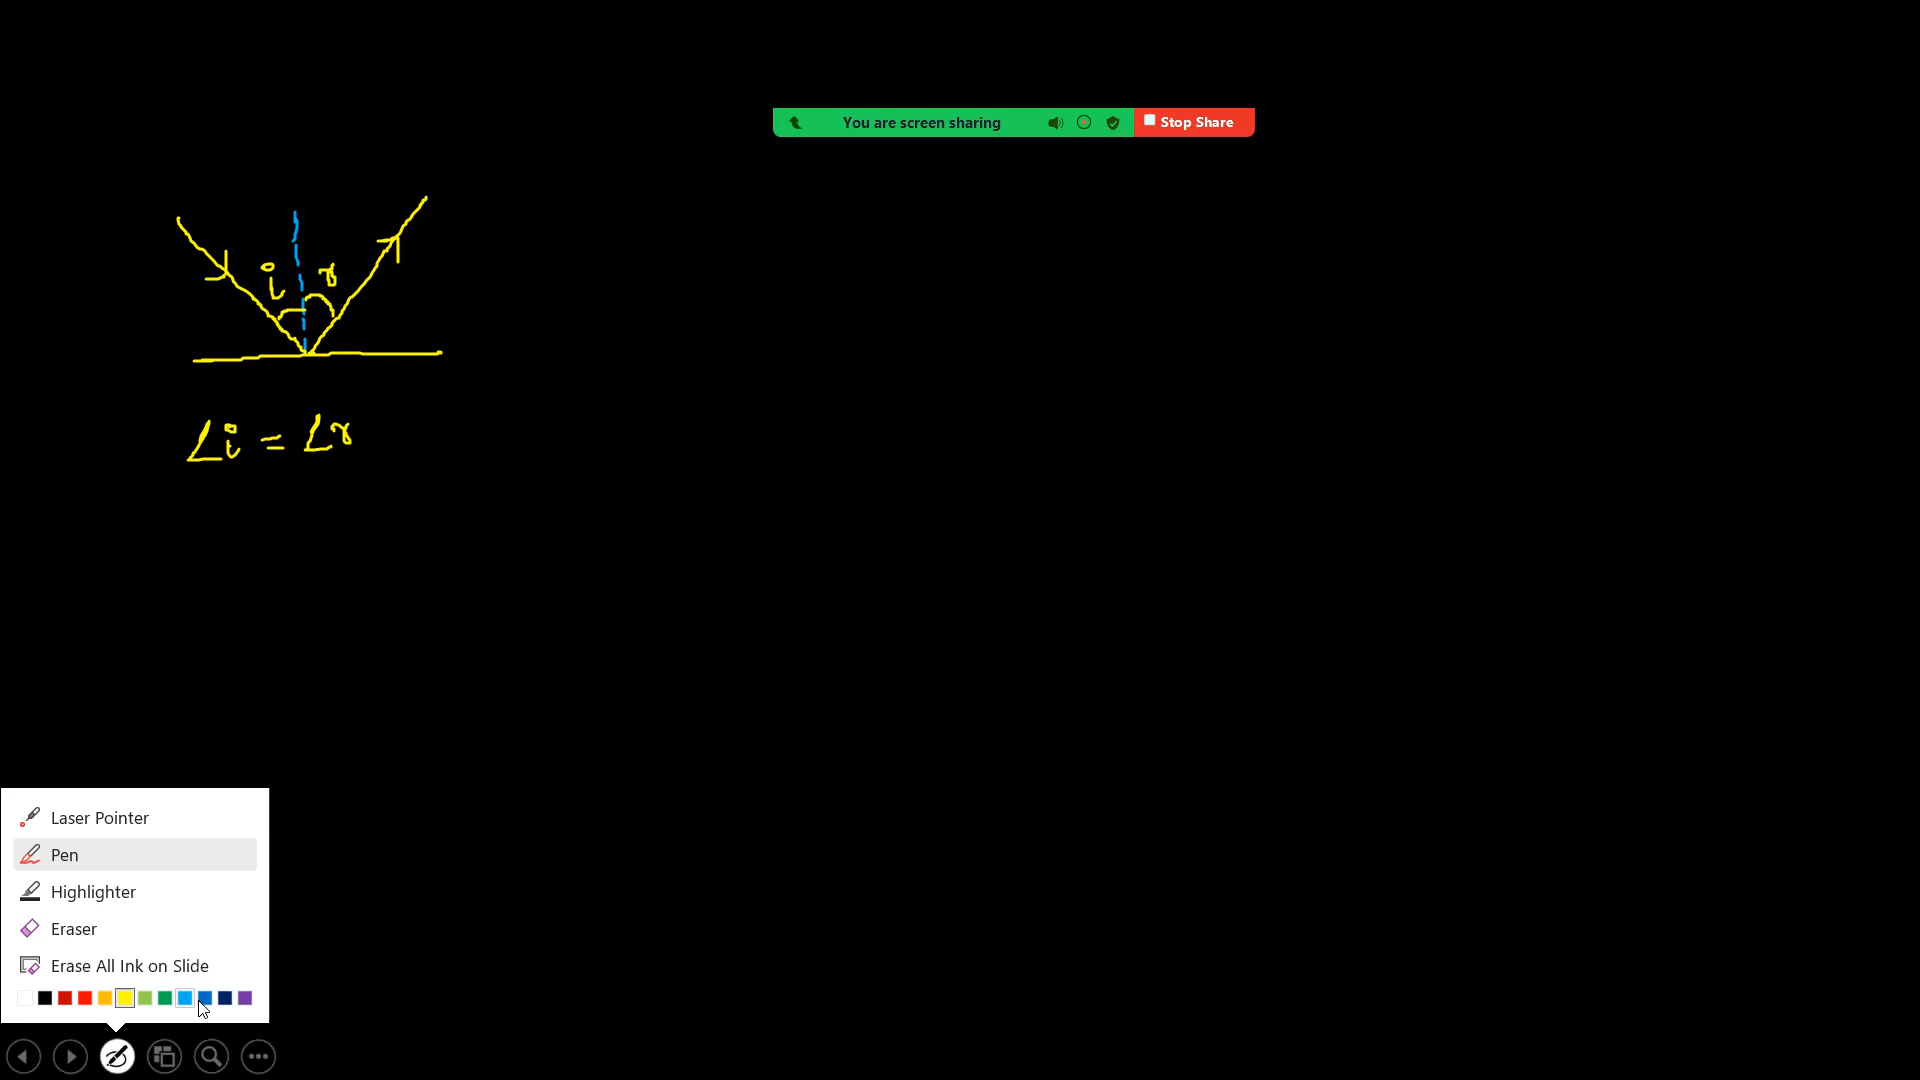 You are screen sharing Stop Share
i r
∠i = ∠r
Laser Pointer
Pen
Highlighter
Eraser
Erase All Ink on Slide